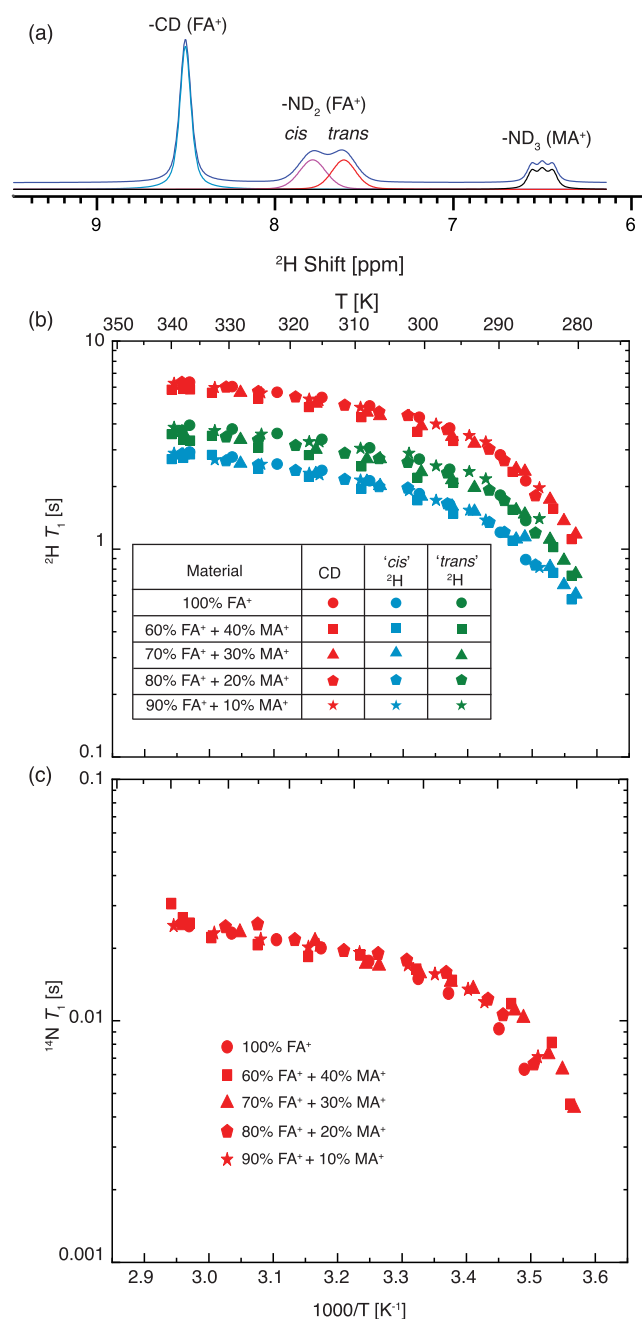 (a)
-CD (FA⁺)
-ND₂ (FA⁺)
cis trans
-ND₃ (MA⁺)
9 8 7 6
²H Shift [ppm]
T [K]
(b)
350 340 330 320 310 300 290 280
10
1
0.1
²H T₁ [s]
Material CD 'cis' ²H 'trans' ²H
100% FA⁺
60% FA⁺ + 40% MA⁺
70% FA⁺ + 30% MA⁺
80% FA⁺ + 20% MA⁺
90% FA⁺ + 10% MA⁺
(c)
0.1
0.01
0.001
¹⁴N T₁ [s]
100% FA⁺
60% FA⁺ + 40% MA⁺
70% FA⁺ + 30% MA⁺
80% FA⁺ + 20% MA⁺
90% FA⁺ + 10% MA⁺
2.9 3.0 3.1 3.2 3.3 3.4 3.5 3.6
1000/T [K⁻¹]